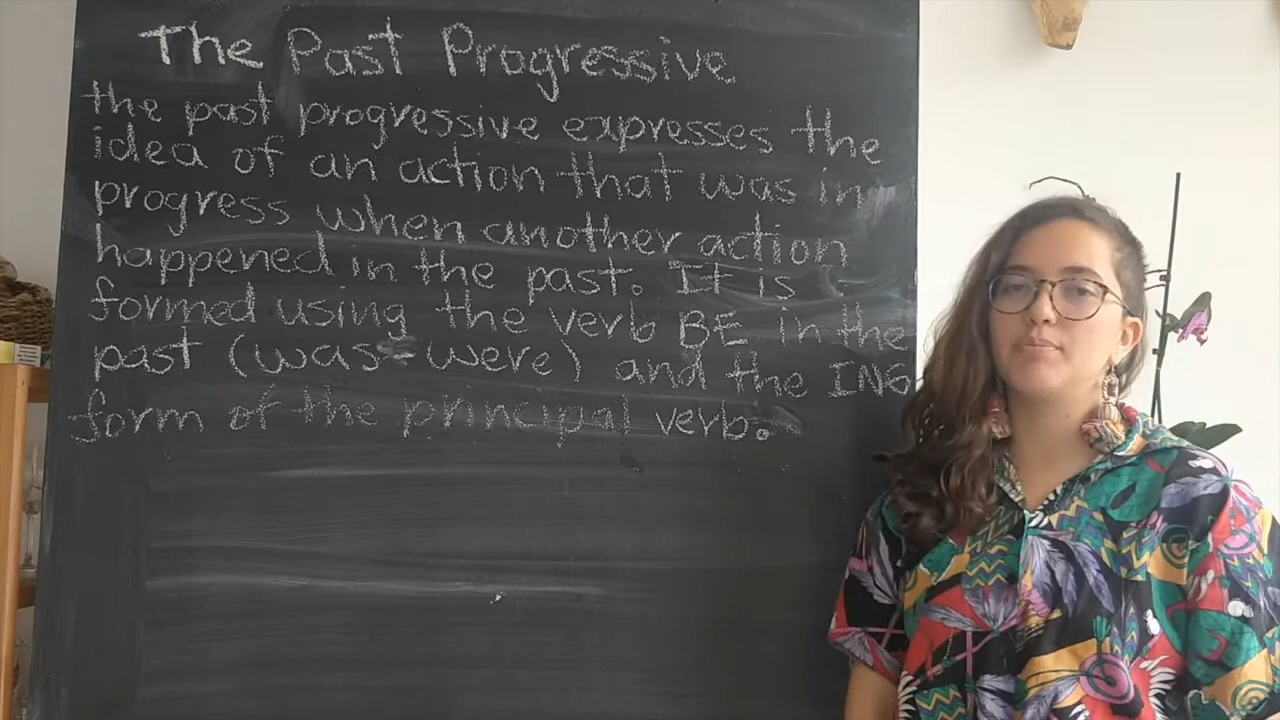 The Past Progressive
the past progressive expresses the
idea of an action that was in
progress when another action
happened in the past. It is
formed using the verb BE in the
past (was - were) and the ING
form of the principal verb.